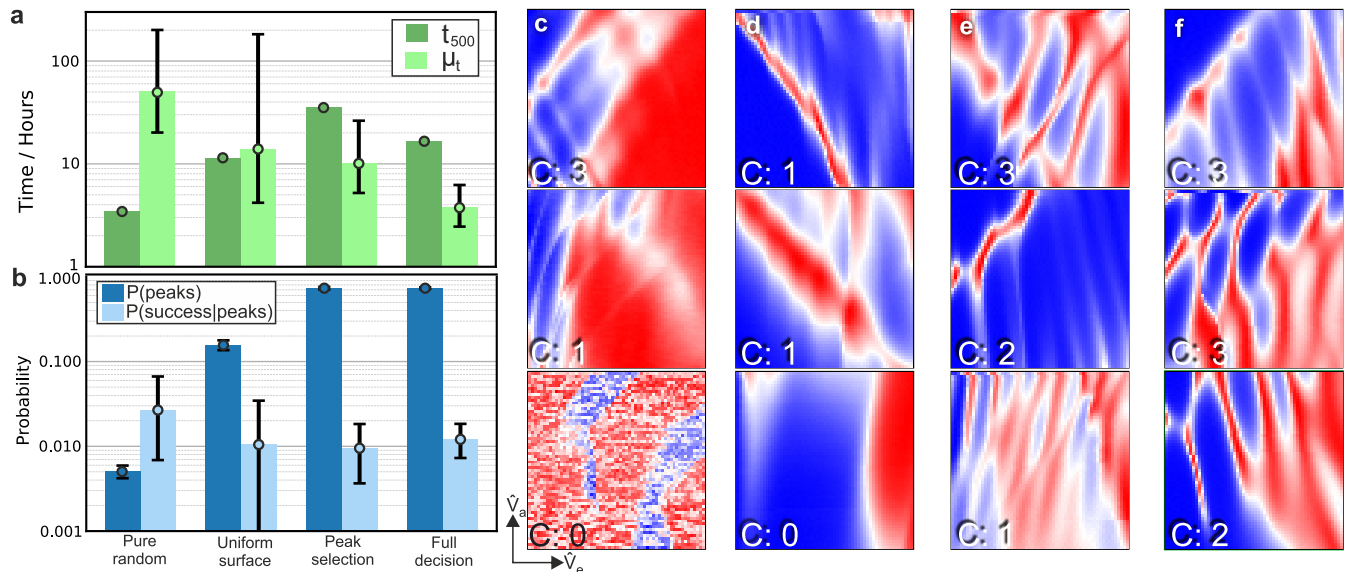 a
Time / Hours
100
10
1
t500
μt
b
Probability
1.000
0.100
0.010
0.001
P(peaks)
P(success|peaks)
Pure random
Uniform surface
Peak selection
Full decision
c
C: 3
C: 1
C: 0
V̂a
V̂e
d
C: 1
C: 1
C: 0
e
C: 3
C: 2
C: 1
f
C: 3
C: 3
C: 2